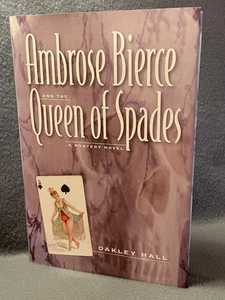 Ambrose Bierce
AND THE
Queen of Spades
A MYSTERY NOVEL
OAKLEY HALL